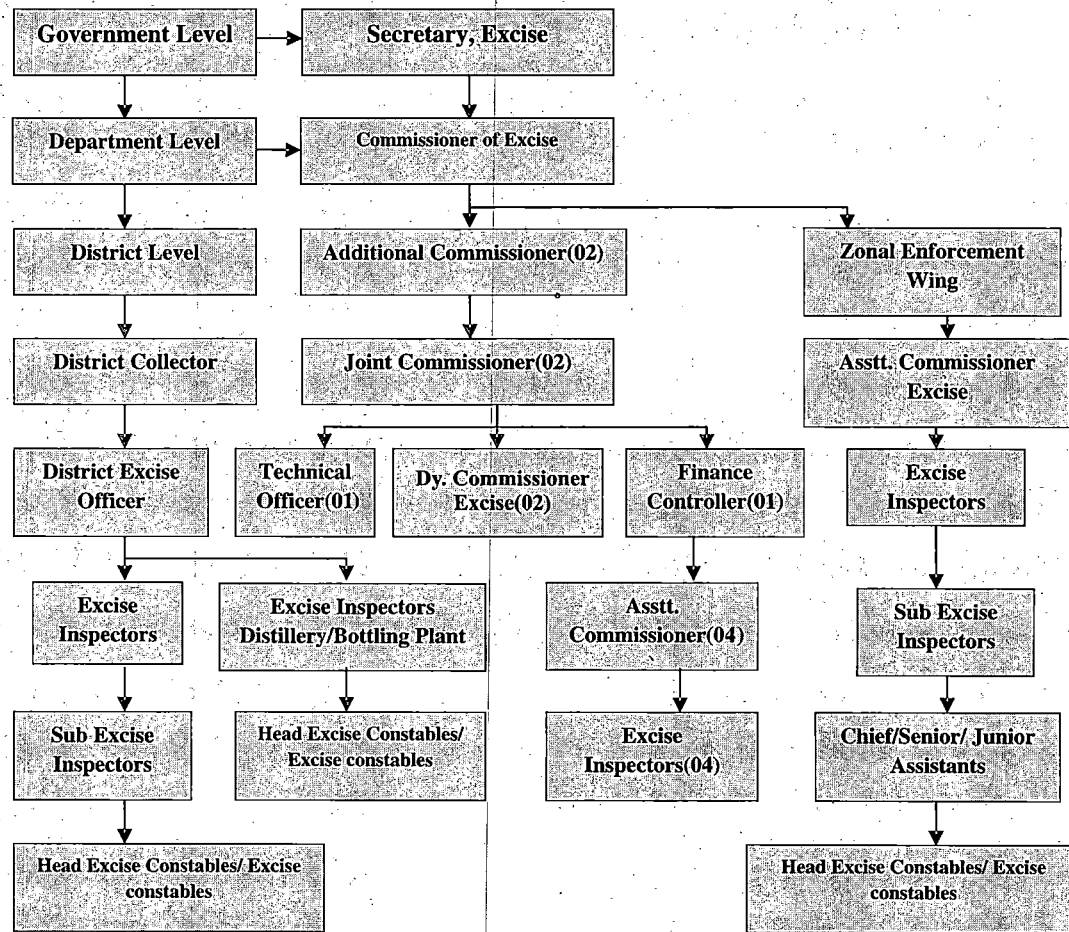 Government Level
Secretary, Excise
Department Level
Commissioner of Excise
District Level
Additional Commissioner(02)
Zonal Enforcement
Wing
District Collector
Joint Commissioner(02)
Asstt. Commissioner
Excise
District Excise
Officer
Technical
Officer(01)
Dy. Commissioner
Excise(02)
Finance
Controller(01)
Excise
Inspectors
Excise
Inspectors
Excise Inspectors
Distillery/Bottling Plant
Asstt.
Commissioner(04)
Sub Excise
Inspectors
Sub Excise
Inspectors
Head Excise Constables/
Excise constables
Excise
Inspectors(04)
Chief/Senior/ Junior
Assistants
Head Excise Constables/ Excise
constables
Head Excise Constables/ Excise
constables